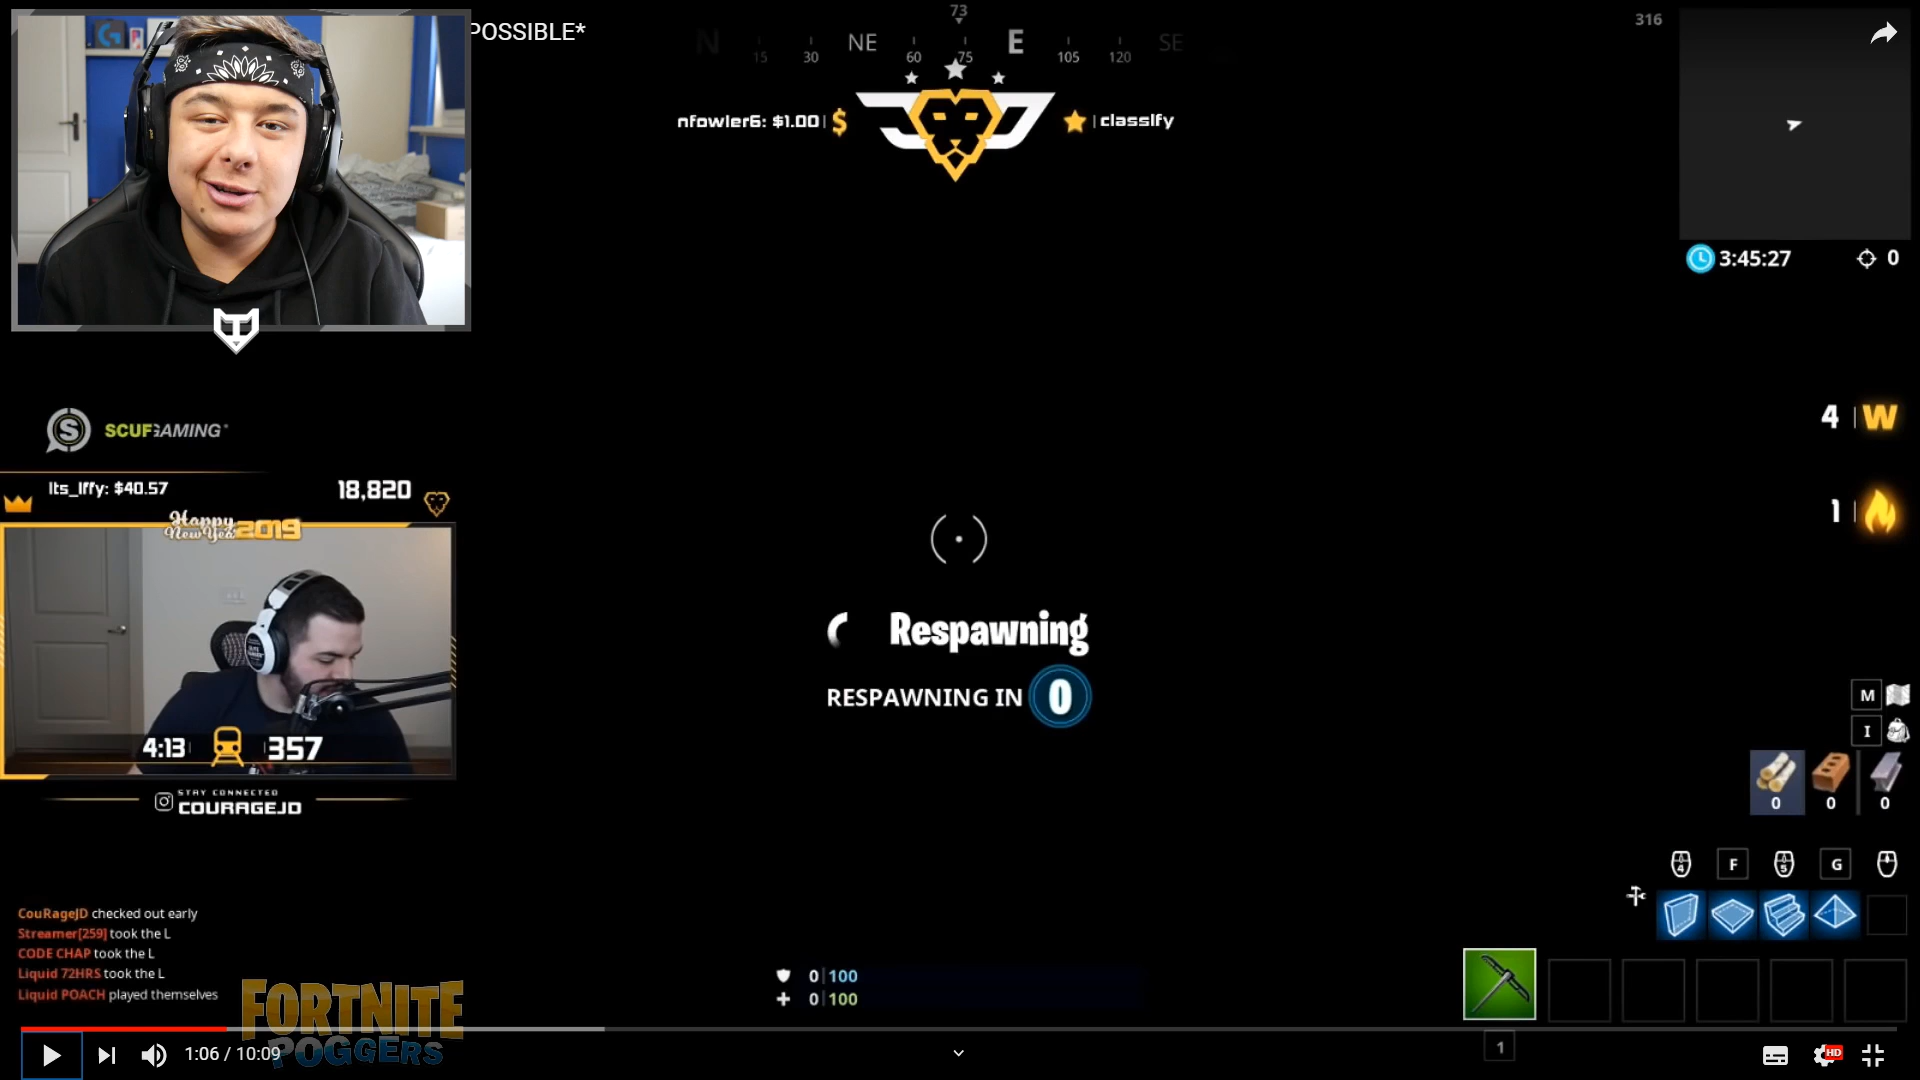 POSSIBLE*
73
N
15
30
NE
60
75
E
105
120
SE
316
nfowler6: $1.00 | $
| classify
3:45:27
0
SCUFGAMING
4 | W
1 |
Its_Iffy: $40.57
18,820
Happy
New Year 2019
Respawning
RESPAWNING IN 0
4:13 | 357
STAY CONNECTED
COURAGEJD
M
I
0
0
0
4
F
5
G
CouRageJD checked out early
Streamer[259] took the L
CODE CHAP took the L
Liquid 72HRS took the L
Liquid POACH played themselves
0 | 100
0 | 100
FORTNITE
POGGERS
1:06 / 10:09
1
HD